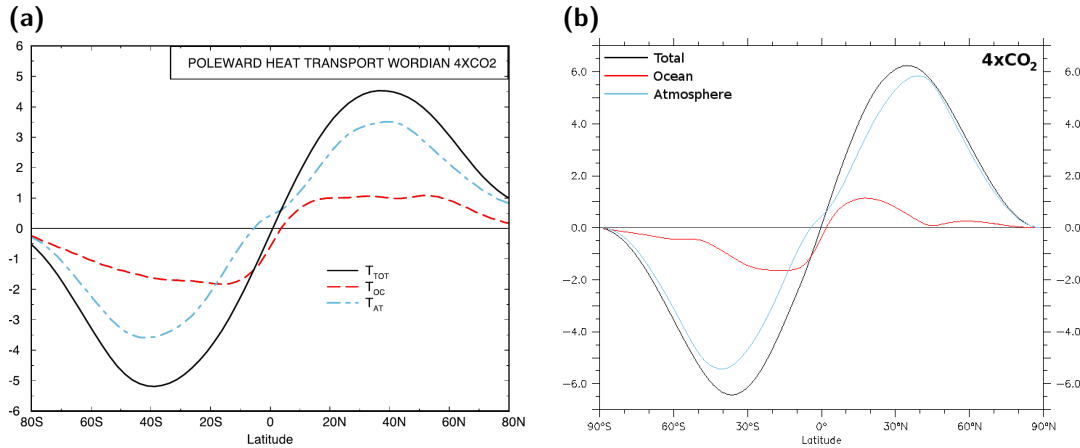 (a)
POLEWARD HEAT TRANSPORT WORDIAN 4XCO2
6
5
4
3
2
1
0
-1
-2
-3
-4
-5
-6
T_TOT
T_OC
T_AT
80S 60S 40S 20S 0 20N 40N 60N 80N
Latitude
(b)
Total
Ocean
Atmosphere
4xCO₂
6.0 6.0
4.0 4.0
2.0 2.0
0.0 0.0
-2.0 -2.0
-4.0 -4.0
-6.0 -6.0
90°S 60°S 30°S 0° 30°N 60°N 90°N
Latitude